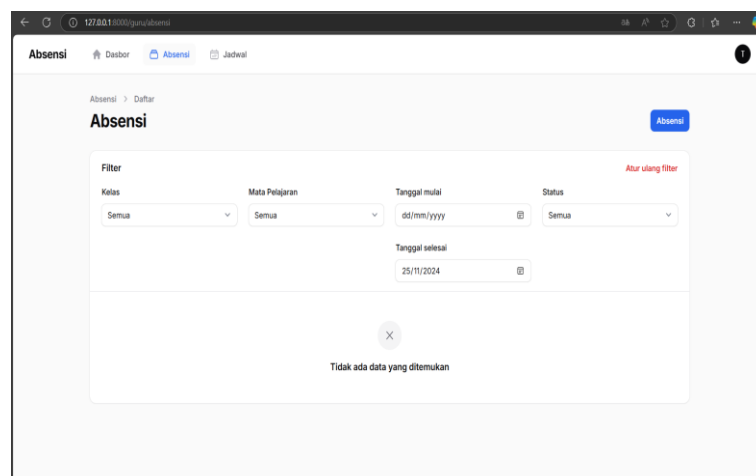 127.0.0.1:8000/guru/absensi
Absensi Dasbor Absensi Jadwal T
Absensi > Daftar
Absensi
Absensi
Filter Atur ulang filter
Kelas Mata Pelajaran Tanggal mulai Status
Semua Semua dd/mm/yyyy Semua
Tanggal selesai
25/11/2024
Tidak ada data yang ditemukan